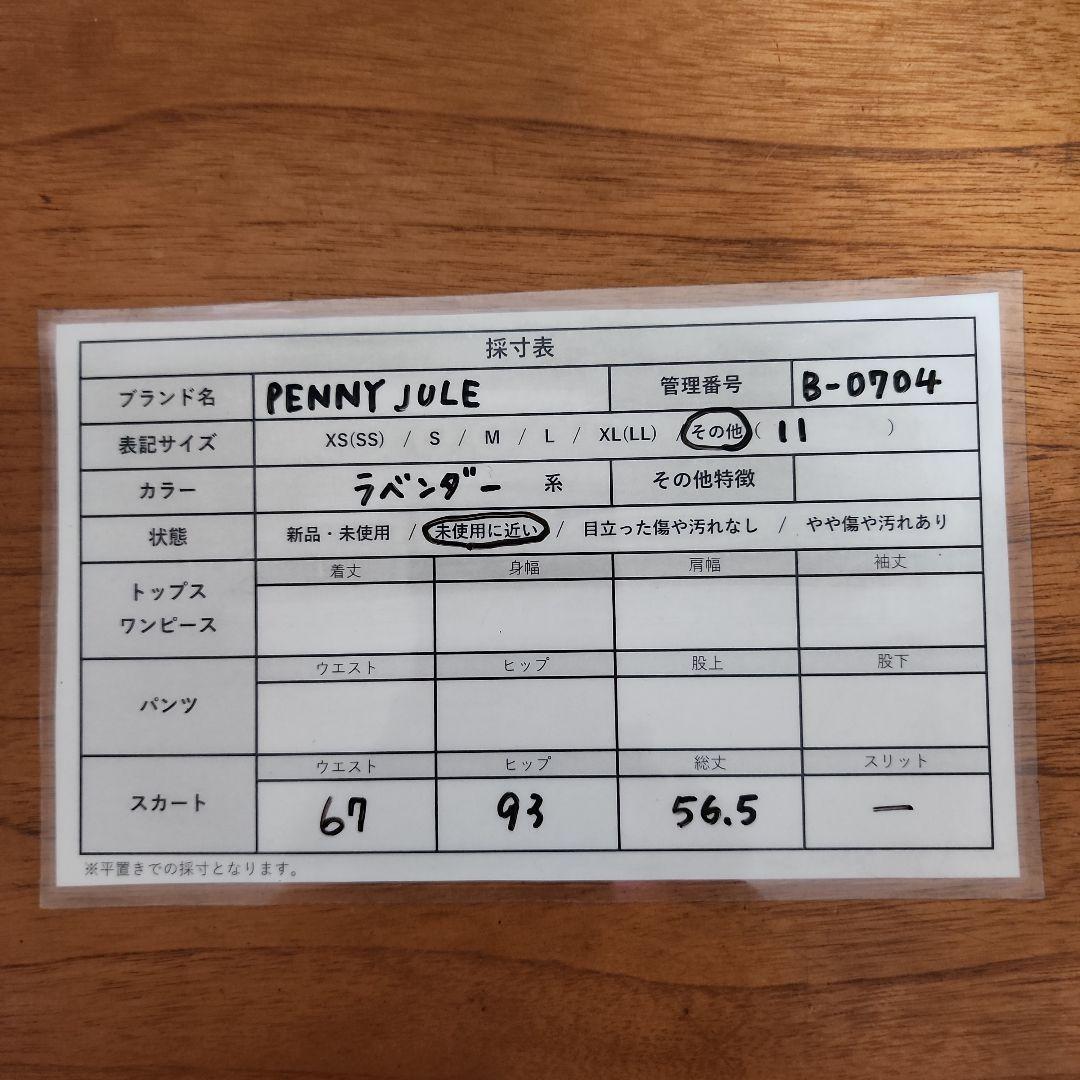 採寸表
ブランド名 PENNY JULE 管理番号 B-0704
表記サイズ XS(SS) / S / M / L / XL(LL) / その他 ( 11 )
カラー ラベンダー 系 その他特徴
状態 新品・未使用 / 未使用に近い / 目立った傷や汚れなし / やや傷や汚れあり
着丈 身幅 肩幅 袖丈
トップス
ワンピース
ウエスト ヒップ 股上 股下
パンツ
ウエスト ヒップ 総丈 スリット
スカート 67 93 56.5 —
※平置きでの採寸となります。